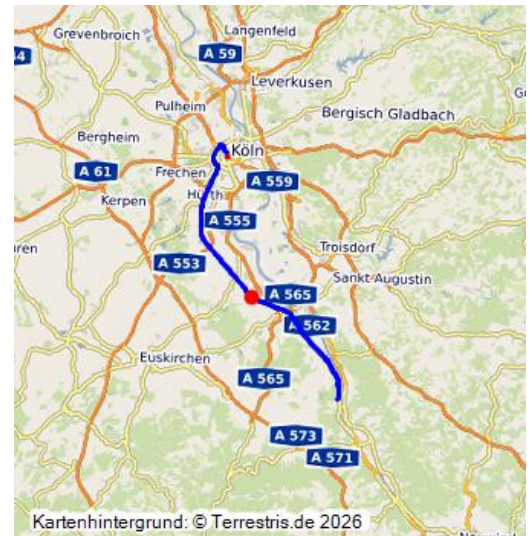 Grevenbroich
Langenfeld
A 59
44
Leverkusen
Pulheim
Bergisch Gladbach
Bergheim
Köln
A 61
Frechen
A 559
Kerpen
Hürth
A 555
Troisdorf
A 553
Sankt Augustin
A 565
A 562
Euskirchen
A 565
A 573
A 571
Kartenhintergrund: © Terrestris.de 2026